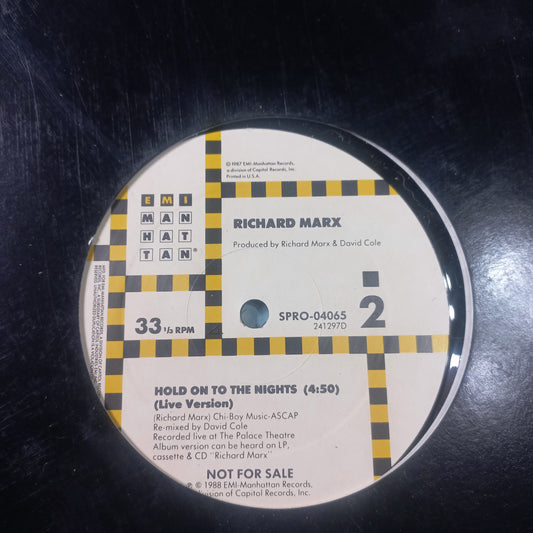 © 1987 EMI-Manhattan Records,
a division of Capitol Records, Inc.
Printed in U.S.A.
EMI
MAN
HAT
TAN®
RICHARD MARX
Produced by Richard Marx & David Cole
33 1/3 RPM
SPRO-04065
241297D
2
HOLD ON TO THE NIGHTS (4:50)
(Live Version)
(Richard Marx) Chi-Boy Music-ASCAP
Re-mixed by David Cole
Recorded live at The Palace Theatre
Album version can be heard on LP,
cassette & CD "Richard Marx"
NOT FOR SALE
℗ © 1988 EMI-Manhattan Records,
division of Capitol Records, Inc.